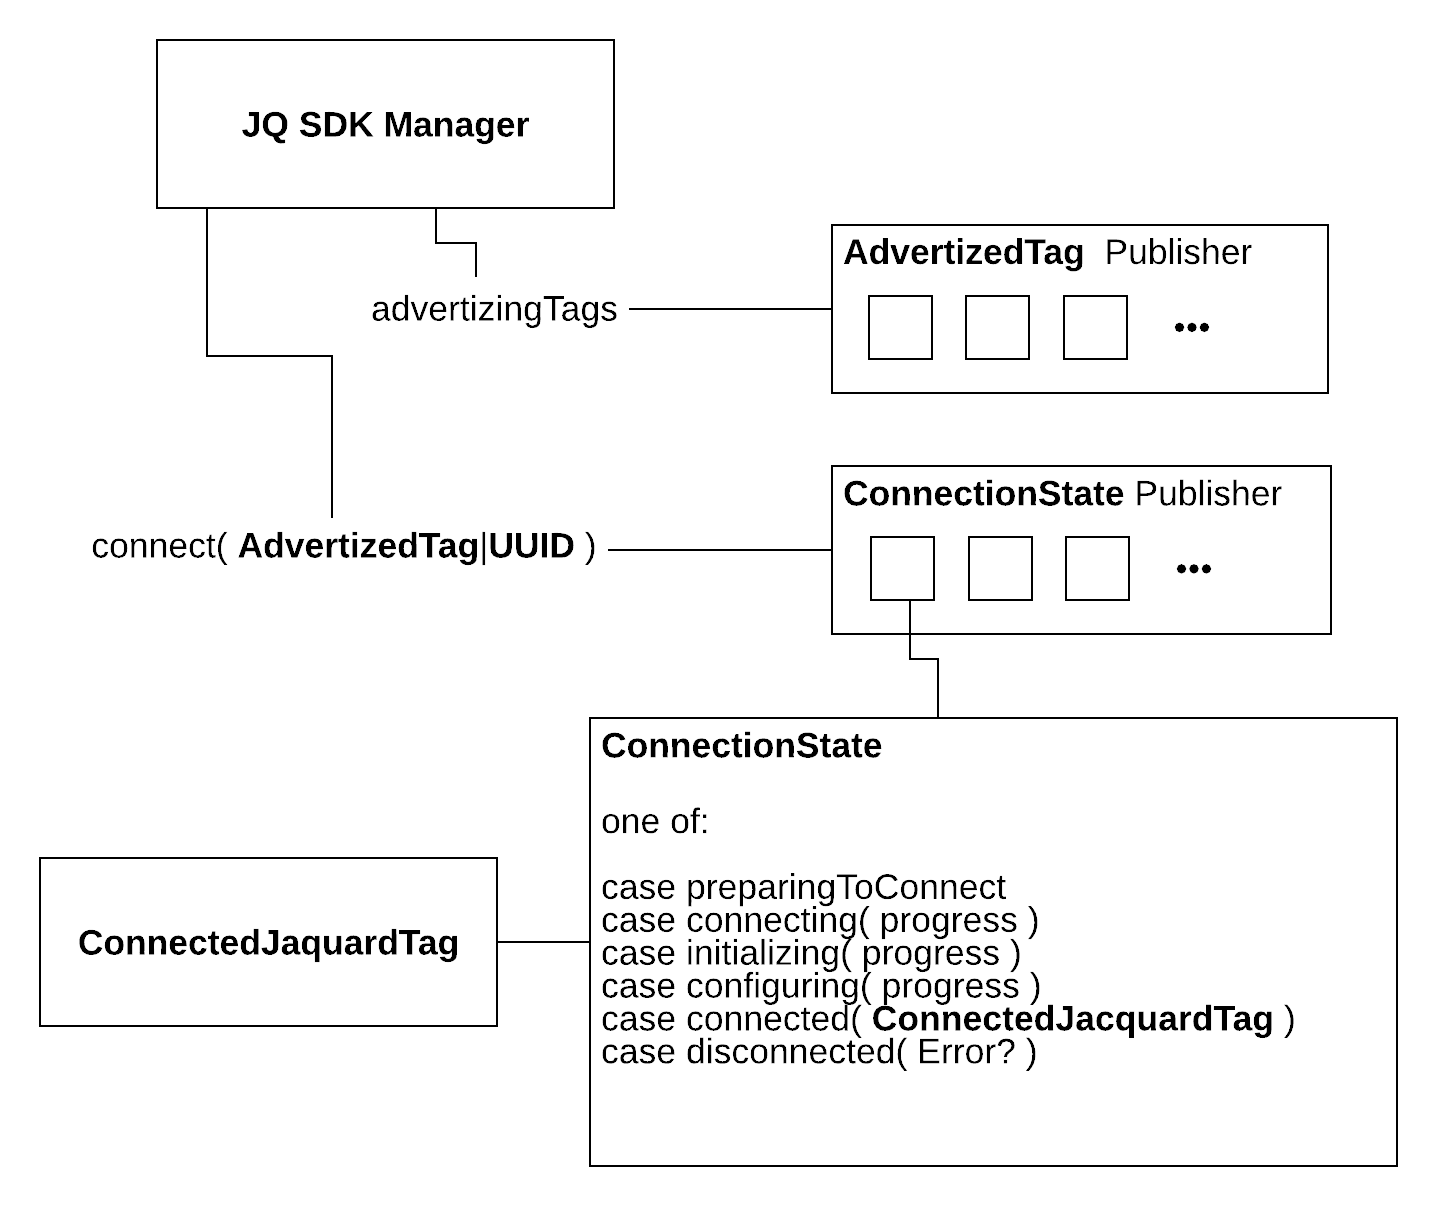 JQ SDK Manager
AdvertizedTag Publisher
•••
advertizingTags
ConnectionState Publisher
•••
connect( AdvertizedTag|UUID )
ConnectionState
one of:
case preparingToConnect
case connecting( progress )
case initializing( progress )
case configuring( progress )
case connected( ConnectedJacquardTag )
case disconnected( Error? )
ConnectedJaquardTag